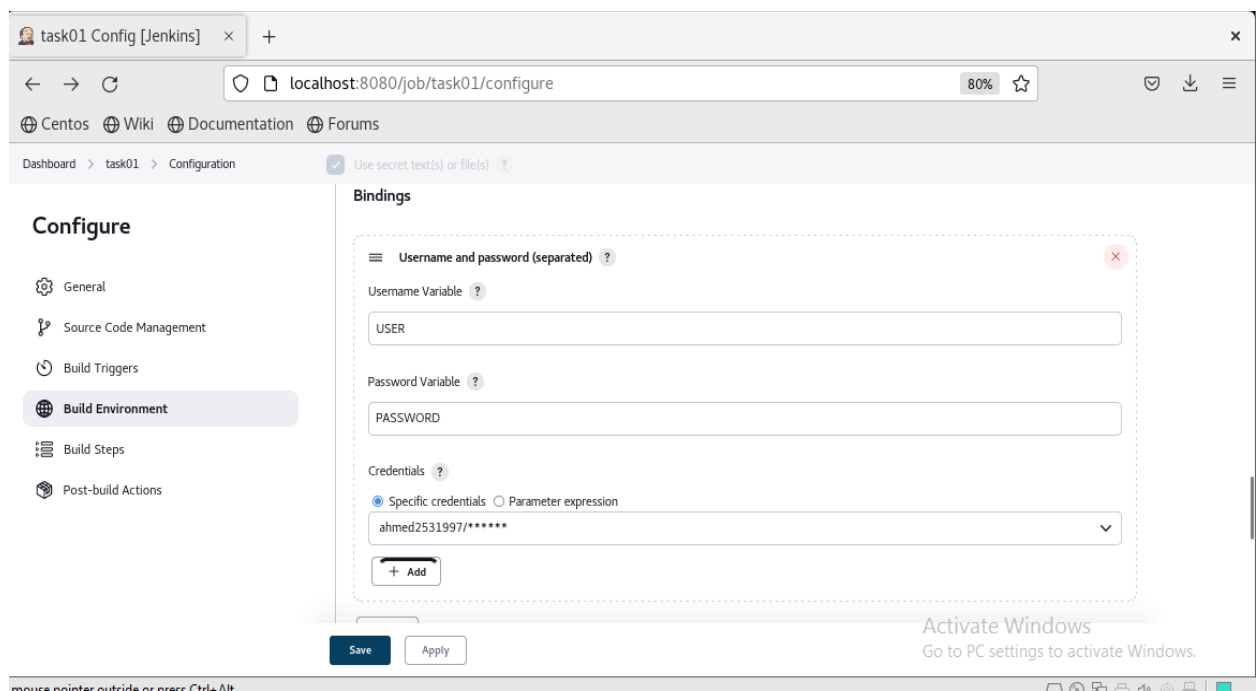 task01 Config [Jenkins]
localhost:8080/job/task01/configure 80%
Centos Wiki Documentation Forums
Dashboard > task01 > Configuration
Use secret text(s) or file(s) ?
Configure
General
Source Code Management
Build Triggers
Build Environment
Build Steps
Post-build Actions
Bindings
Username and password (separated) ?
Username Variable ?
USER
Password Variable ?
PASSWORD
Credentials ?
Specific credentials Parameter expression
ahmed2531997/******
+ Add
Save Apply
Activate Windows
Go to PC settings to activate Windows.
mouse pointer outside or press Ctrl+Alt